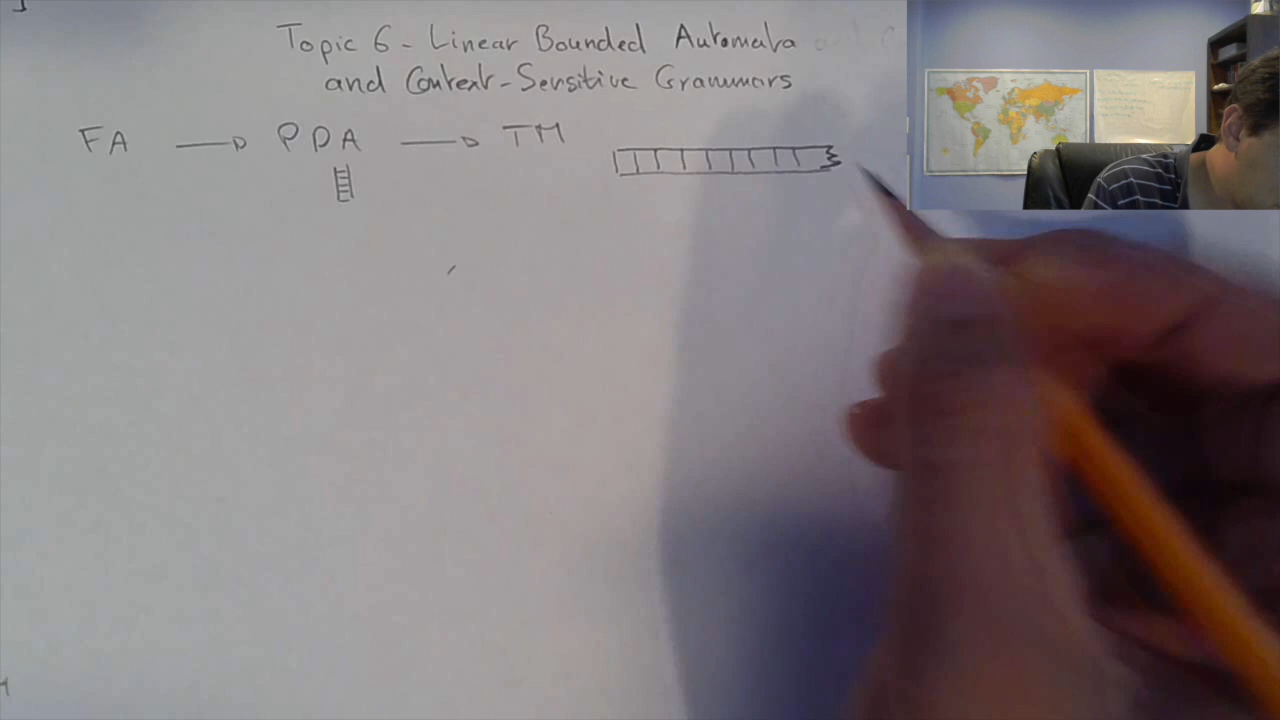 Topic 6 - Linear Bounded Automata
and Context-Sensitive Grammars
FA → PDA → TM